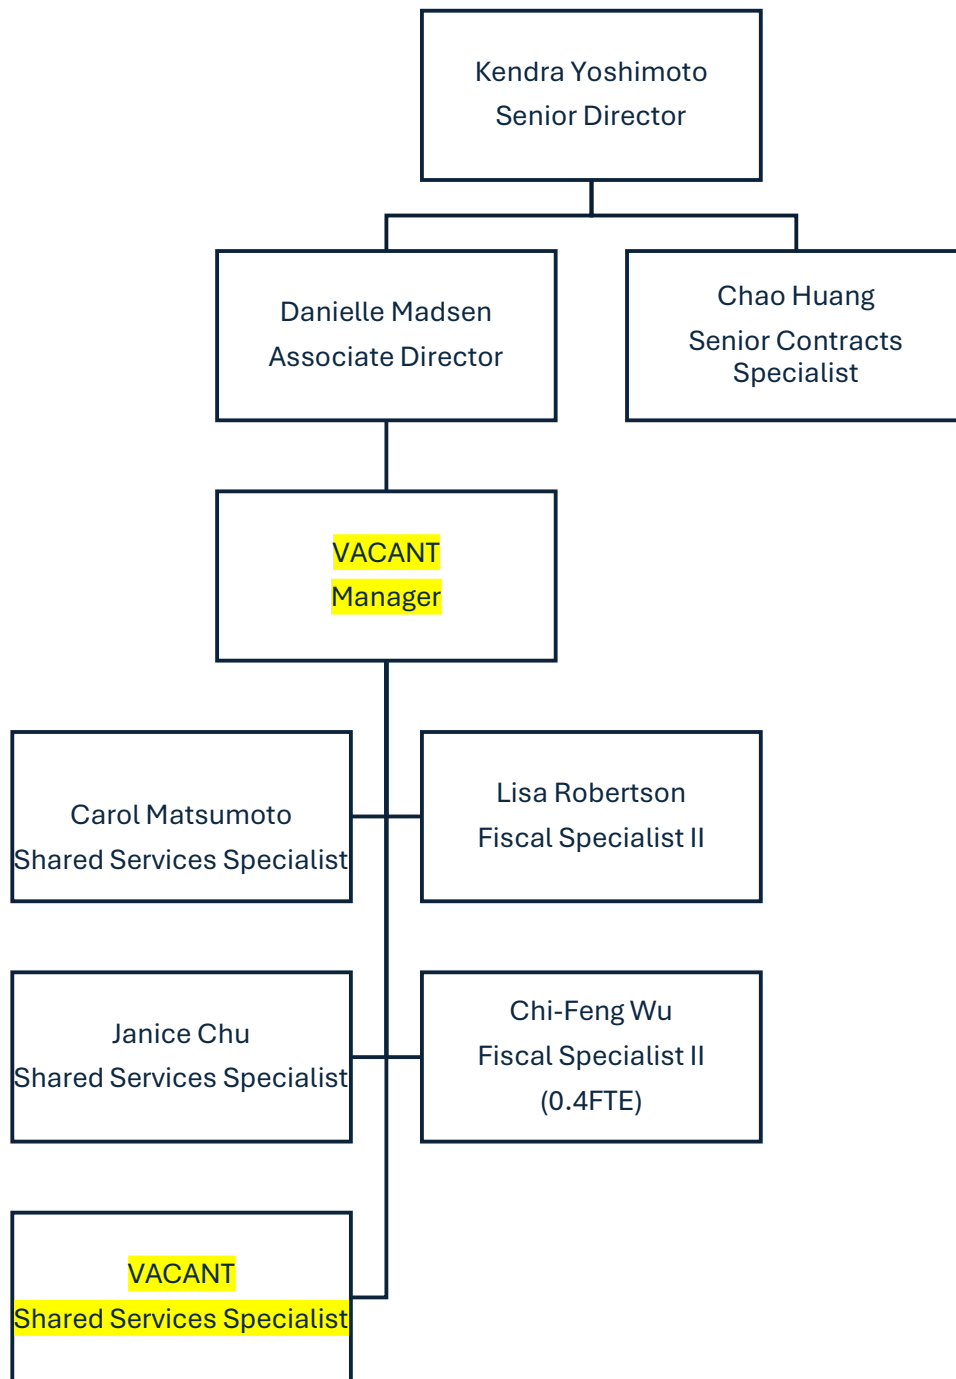 Kendra Yoshimoto
Senior Director
Danielle Madsen
Associate Director
Chao Huang
Senior Contracts
Specialist
VACANT
Manager
Carol Matsumoto
Shared Services Specialist
Lisa Robertson
Fiscal Specialist II
Janice Chu
Shared Services Specialist
Chi-Feng Wu
Fiscal Specialist II
(0.4FTE)
VACANT
Shared Services Specialist